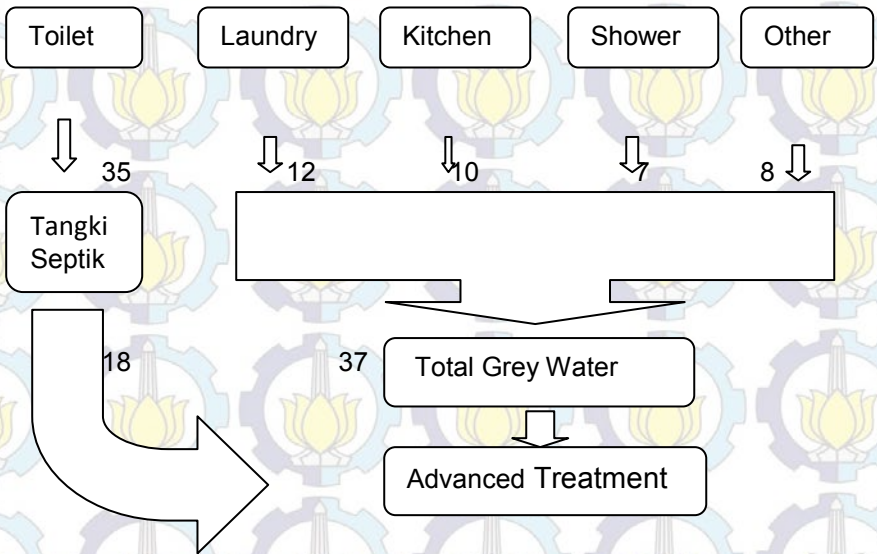 Toilet
Laundry
Kitchen
Shower
Other
35
12
10
7
8
Tangki
Septik
18
37
Total Grey Water
Advanced Treatment